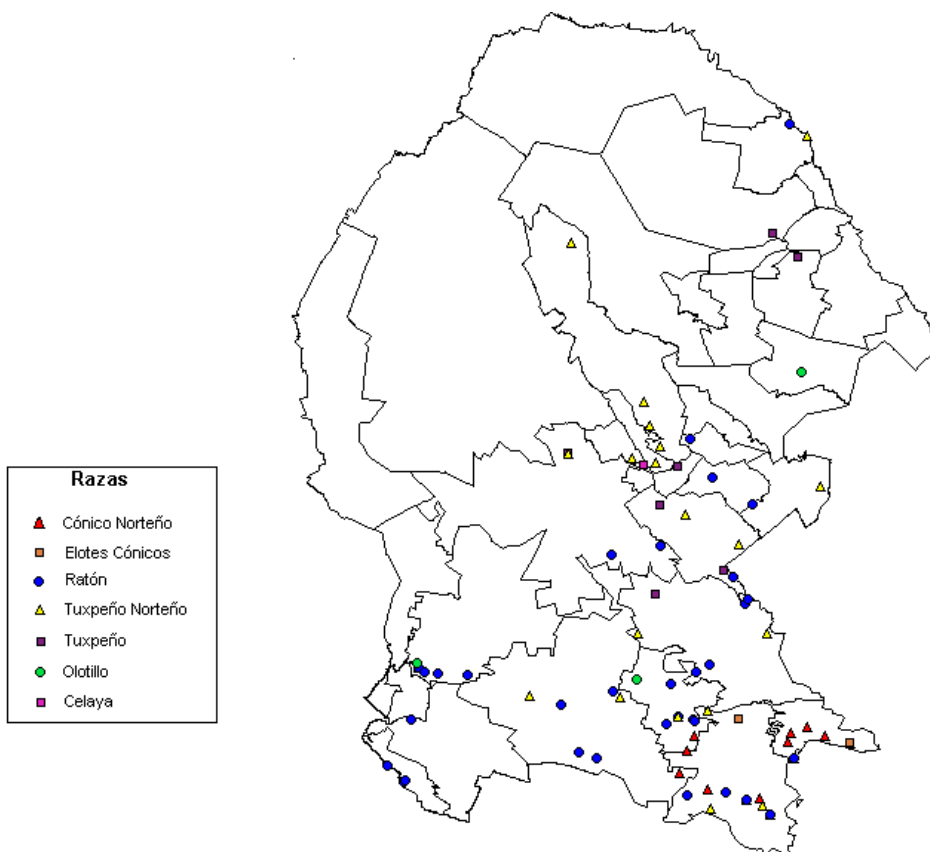 Razas
Cónico Norteño
Elotes Cónicos
Ratón
Tuxpeño Norteño
Tuxpeño
Olotillo
Celaya